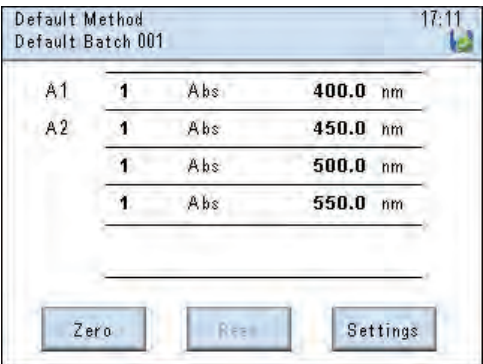 Default Method 17:11
Default Batch 001
A1 1 Abs 400.0 nm
A2 1 Abs 450.0 nm
1 Abs 500.0 nm
1 Abs 550.0 nm
Zero Read Settings